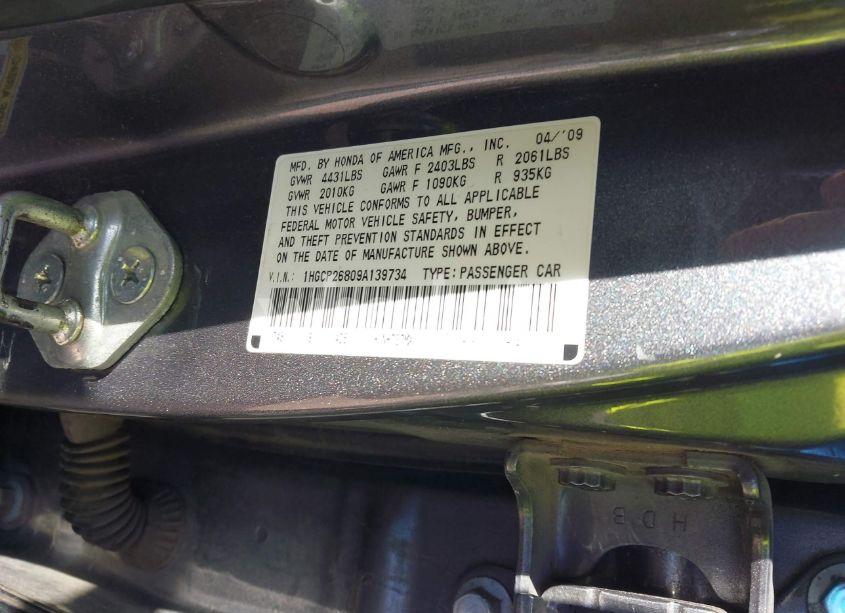 MFD. BY HONDA OF AMERICA MFG., INC. 04/'09
GVWR 4431LBS GAWR F 2403LBS R 2061LBS
GVWR 2010KG GAWR F 1090KG R 935KG
THIS VEHICLE CONFORMS TO ALL APPLICABLE
FEDERAL MOTOR VEHICLE SAFETY, BUMPER,
AND THEFT PREVENTION STANDARDS IN EFFECT
ON THE DATE OF MANUFACTURE SHOWN ABOVE.
V.I.N.: 1HGCP26809A139734 TYPE: PASSENGER CAR
HDB